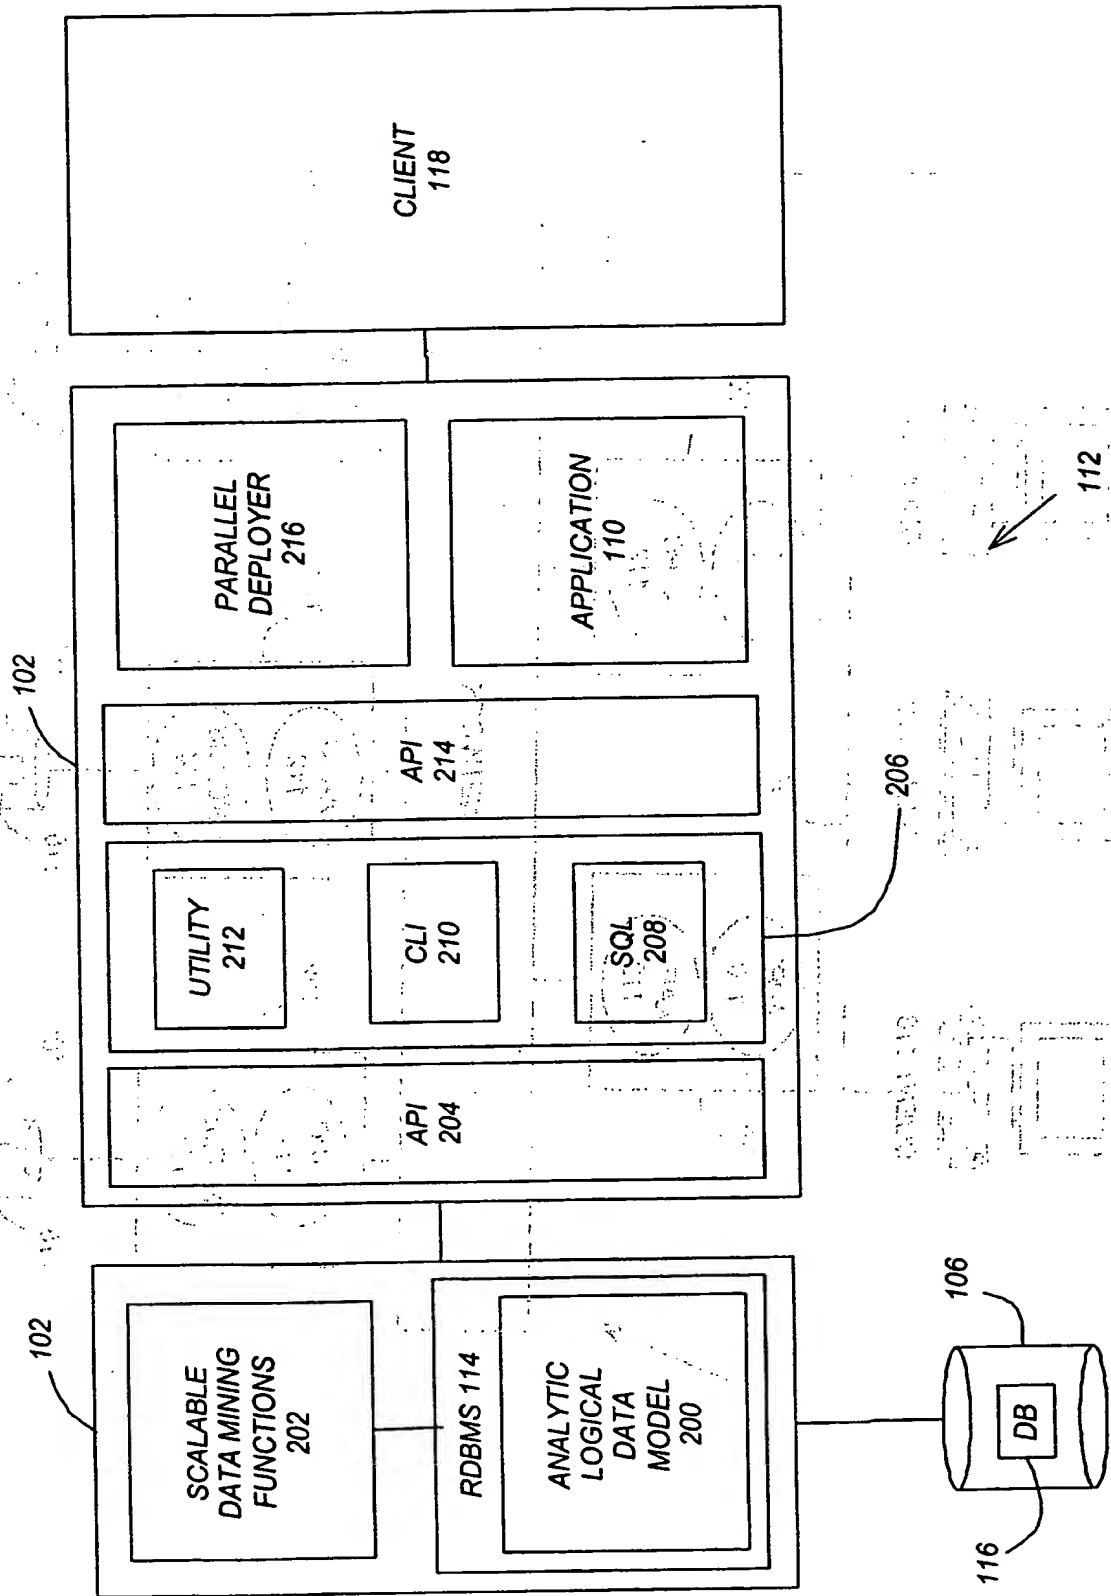 102
SCALABLE
DATA MINING
FUNCTIONS
202
RDBMS 114
ANALYTIC
LOGICAL
DATA
MODEL
200
116
DB
106
102
API
204
UTILITY
212
CLI
210
SQL
208
206
API
214
PARALLEL
DEPLOYER
216
APPLICATION
110
112
CLIENT
118